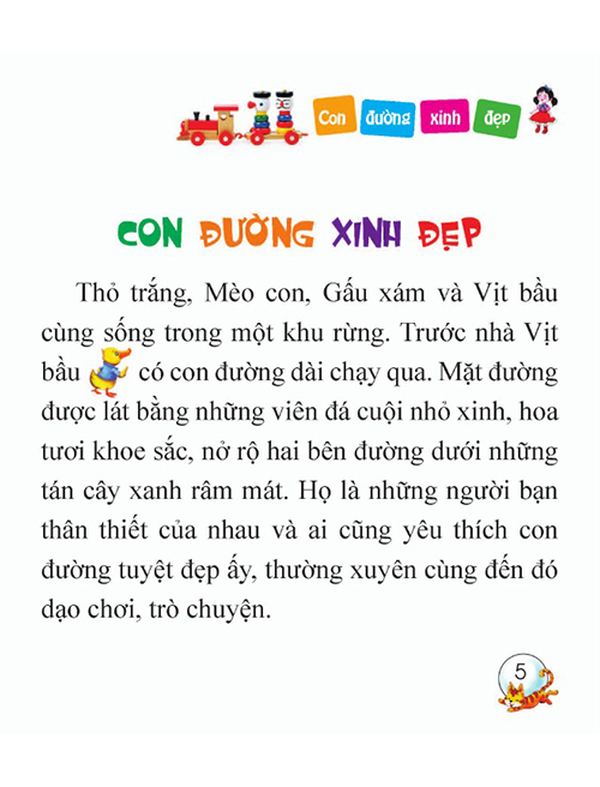 Con đường xinh đẹp
CON ĐƯỜNG XINH ĐẸP
Thỏ trắng, Mèo con, Gấu xám và Vịt bầu
cùng sống trong một khu rừng. Trước nhà Vịt
bầu có con đường dài chạy qua. Mặt đường
được lát bằng những viên đá cuội nhỏ xinh, hoa
tươi khoe sắc, nở rộ hai bên đường dưới những
tán cây xanh râm mát. Họ là những người bạn
thân thiết của nhau và ai cũng yêu thích con
đường tuyệt đẹp ấy, thường xuyên cùng đến đó
dạo chơi, trò chuyện.
5